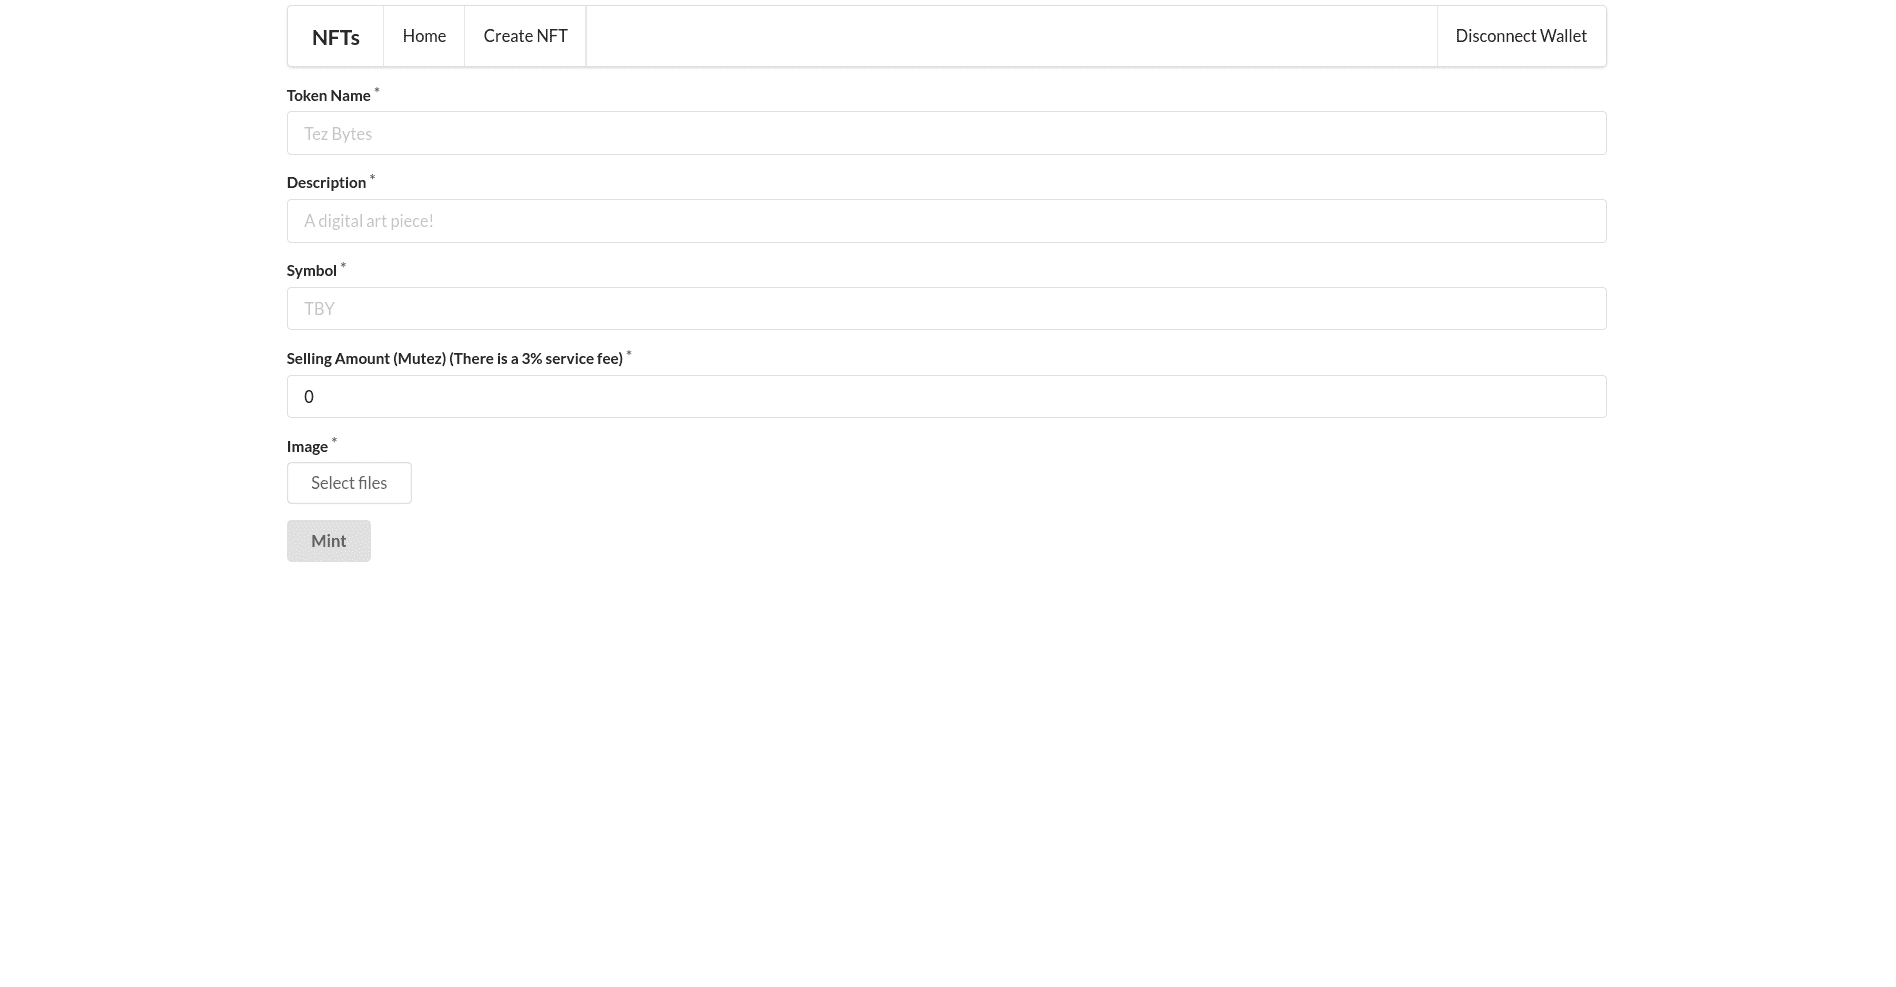 NFTs Home Create NFT Disconnect Wallet
Token Name *
Tez Bytes
Description *
A digital art piece!
Symbol *
TBY
Selling Amount (Mutez) (There is a 3% service fee) *
0
Image *
Select files
Mint